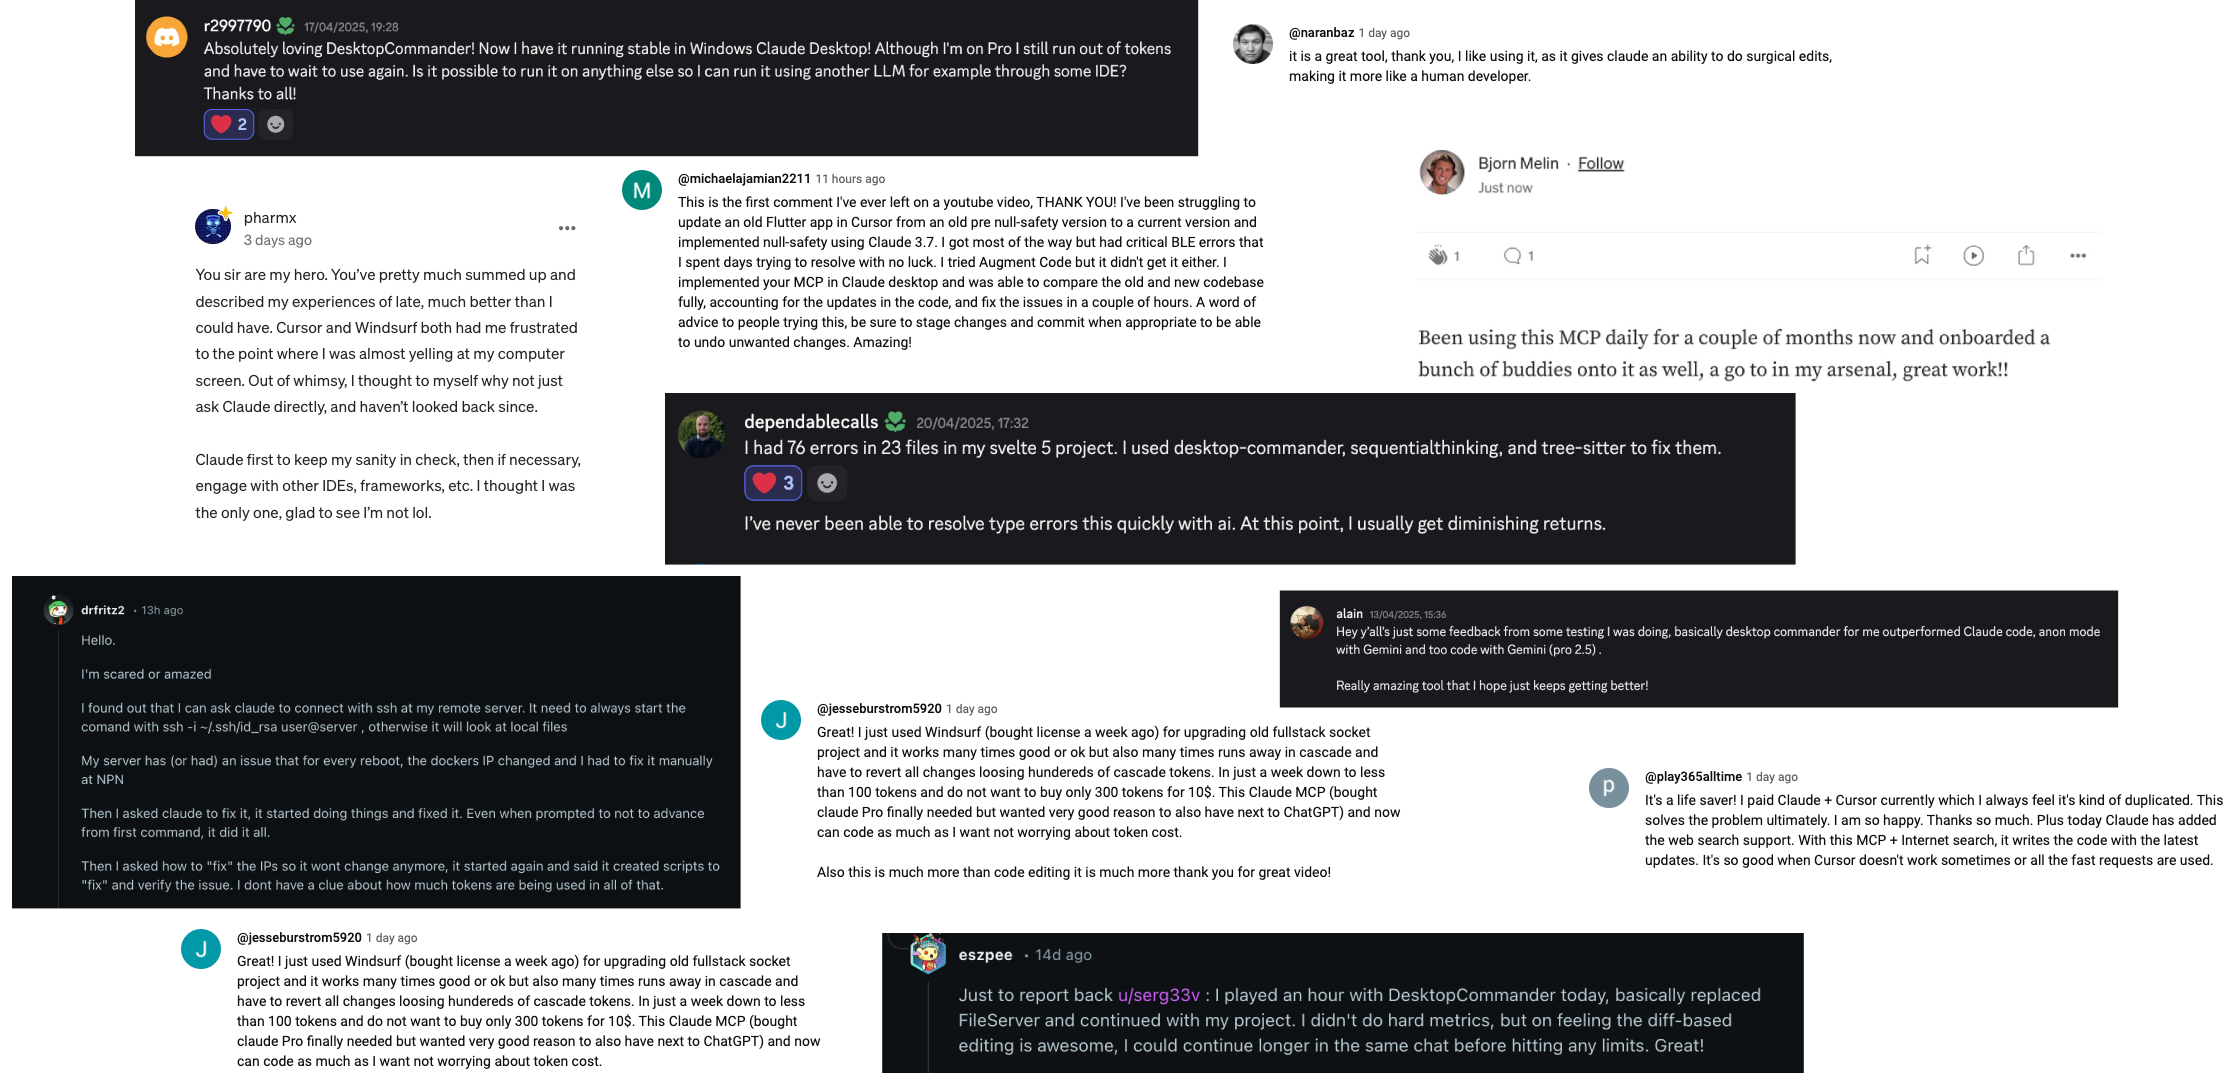 r2997790 17/04/2025, 19:28
Absolutely loving DesktopCommander! Now I have it running stable in Windows Claude Desktop! Although I'm on Pro I still run out of tokens
and have to wait to use again. Is it possible to run it on anything else so I can run it using another LLM for example through some IDE?
Thanks to all!
2
@naranbaz 1 day ago
it is a great tool, thank you, I like using it, as it gives claude an ability to do surgical edits,
making it more like a human developer.
pharmx
3 days ago
You sir are my hero. You've pretty much summed up and
described my experiences of late, much better than I
could have. Cursor and Windsurf both had me frustrated
to the point where I was almost yelling at my computer
screen. Out of whimsy, I thought to myself why not just
ask Claude directly, and haven't looked back since.
Claude first to keep my sanity in check, then if necessary,
engage with other IDEs, frameworks, etc. I thought I was
the only one, glad to see I'm not lol.
M
@michaelajamian2211 11 hours ago
This is the first comment I've ever left on a youtube video, THANK YOU! I've been struggling to
update an old Flutter app in Cursor from an old pre null-safety version to a current version and
implemented null-safety using Claude 3.7. I got most of the way but had critical BLE errors that
I spent days trying to resolve with no luck. I tried Augment Code but it didn't get it either. I
implemented your MCP in Claude desktop and was able to compare the old and new codebase
fully, accounting for the updates in the code, and fix the issues in a couple of hours. A word of
advice to people trying this, be sure to stage changes and commit when appropriate to be able
to undo unwanted changes. Amazing!
Bjorn Melin · Follow
Just now
1 1
Been using this MCP daily for a couple of months now and onboarded a
bunch of buddies onto it as well, a go to in my arsenal, great work!!
dependablecalls 20/04/2025, 17:32
I had 76 errors in 23 files in my svelte 5 project. I used desktop-commander, sequentialthinking, and tree-sitter to fix them.
3
I've never been able to resolve type errors this quickly with ai. At this point, I usually get diminishing returns.
drfritz2 · 13h ago
Hello.
I'm scared or amazed
I found out that I can ask claude to connect with ssh at my remote server. It need to always start the
comand with ssh -i ~/.ssh/id_rsa user@server , otherwise it will look at local files
My server has (or had) an issue that for every reboot, the dockers IP changed and I had to fix it manually
at NPN
Then I asked claude to fix it, it started doing things and fixed it. Even when prompted to not to advance
from first command, it did it all.
Then I asked how to "fix" the IPs so it wont change anymore, it started again and said it created scripts to
"fix" and verify the issue. I dont have a clue about how much tokens are being used in all of that.
alain 13/04/2025, 15:36
Hey y'all's just some feedback from some testing I was doing, basically desktop commander for me outperformed Claude code, anon mode
with Gemini and too code with Gemini (pro 2.5) .
Really amazing tool that I hope just keeps getting better!
J
@jesseburstrom5920 1 day ago
Great! I just used Windsurf (bought license a week ago) for upgrading old fullstack socket
project and it works many times good or ok but also many times runs away in cascade and
have to revert all changes loosing hundereds of cascade tokens. In just a week down to less
than 100 tokens and do not want to buy only 300 tokens for 10$. This Claude MCP (bought
claude Pro finally needed but wanted very good reason to also have next to ChatGPT) and now
can code as much as I want not worrying about token cost.
Also this is much more than code editing it is much more thank you for great video!
p
@play365alltime 1 day ago
It's a life saver! I paid Claude + Cursor currently which I always feel it's kind of duplicated. This
solves the problem ultimately. I am so happy. Thanks so much. Plus today Claude has added
the web search support. With this MCP + Internet search, it writes the code with the latest
updates. It's so good when Cursor doesn't work sometimes or all the fast requests are used.
J
@jesseburstrom5920 1 day ago
Great! I just used Windsurf (bought license a week ago) for upgrading old fullstack socket
project and it works many times good or ok but also many times runs away in cascade and
have to revert all changes loosing hundereds of cascade tokens. In just a week down to less
than 100 tokens and do not want to buy only 300 tokens for 10$. This Claude MCP (bought
claude Pro finally needed but wanted very good reason to also have next to ChatGPT) and now
can code as much as I want not worrying about token cost.
eszpee · 14d ago
Just to report back u/serg33v : I played an hour with DesktopCommander today, basically replaced
FileServer and continued with my project. I didn't do hard metrics, but on feeling the diff-based
editing is awesome, I could continue longer in the same chat before hitting any limits. Great!